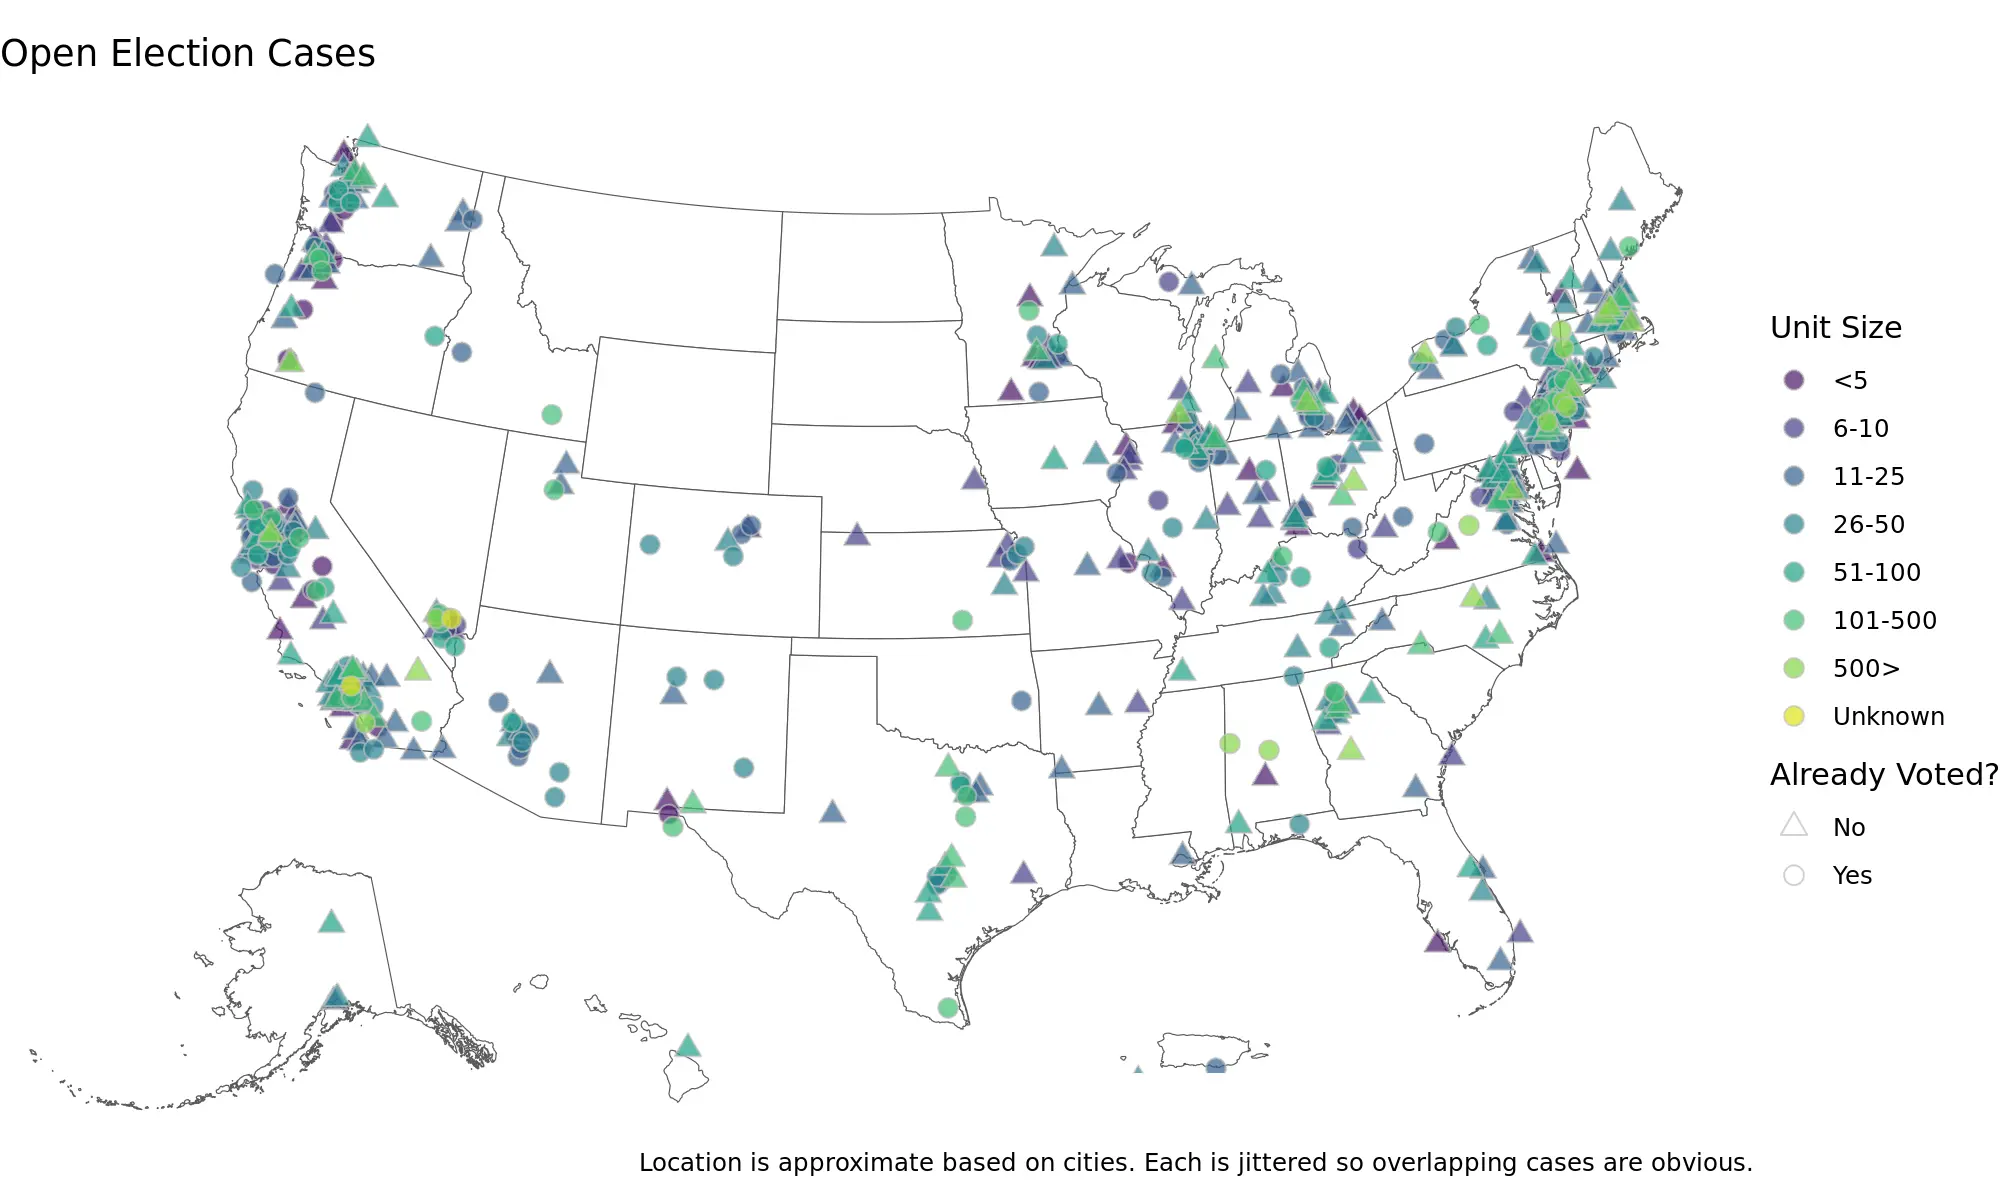 Open Election Cases
Unit Size
<5
6-10
11-25
26-50
51-100
101-500
500>
Unknown
Already Voted?
No
Yes
Location is approximate based on cities. Each is jittered so overlapping cases are obvious.